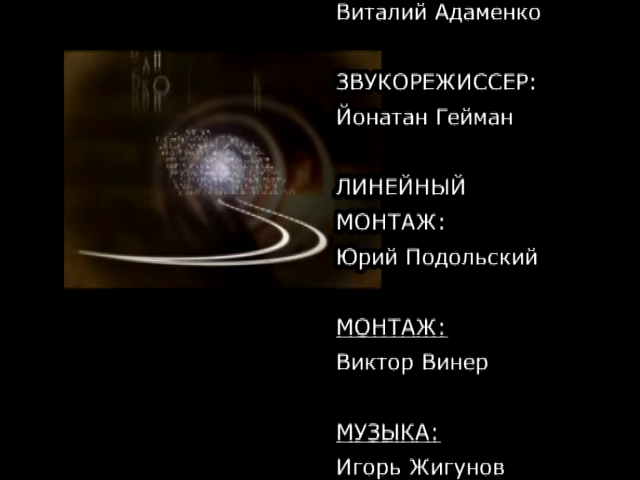 Виталий Адаменко
ЗВУКОРЕЖИССЕР:
Йонатан Гейман
ЛИНЕЙНЫЙ
МОНТАЖ:
Юрий Подольский
МОНТАЖ:
Виктор Винер
МУЗЫКА:
Игорь Жигунов